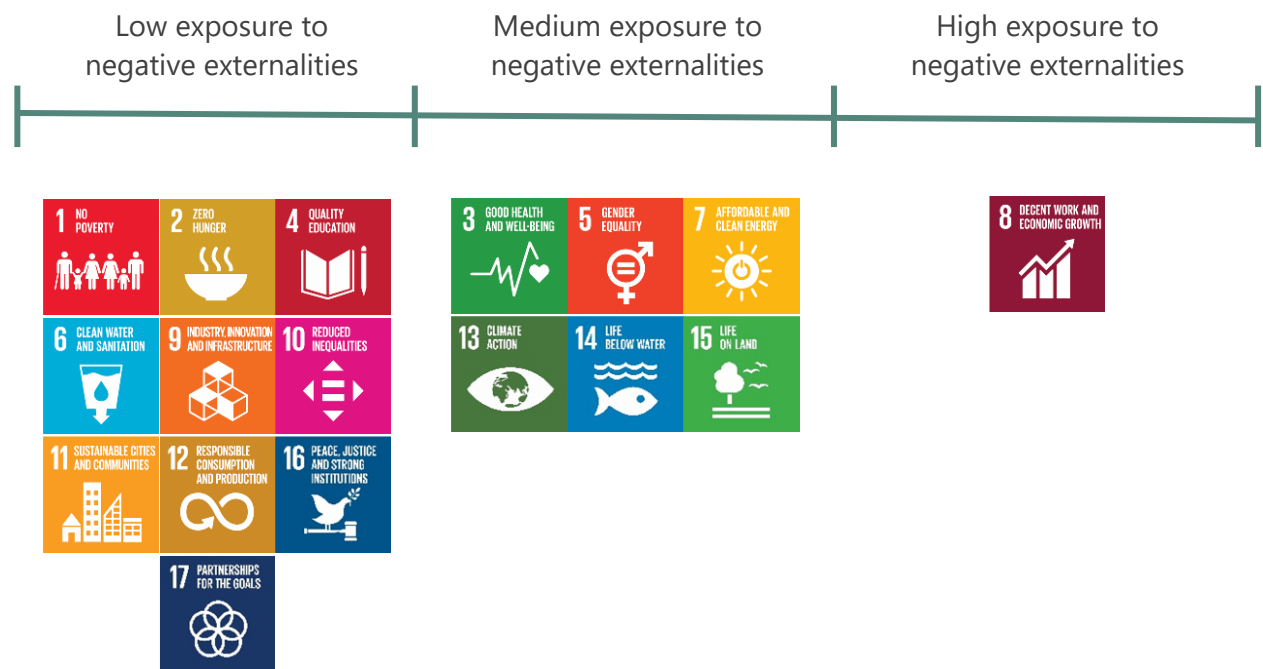 Low exposure to
negative externalities
Medium exposure to
negative externalities
High exposure to
negative externalities
1 NO
POVERTY
2 ZERO
HUNGER
4 QUALITY
EDUCATION
3 GOOD HEALTH
AND WELL-BEING
5 GENDER
EQUALITY
7 AFFORDABLE AND
CLEAN ENERGY
8 DECENT WORK AND
ECONOMIC GROWTH
6 CLEAN WATER
AND SANITATION
9 INDUSTRY, INNOVATION
AND INFRASTRUCTURE
10 REDUCED
INEQUALITIES
13 CLIMATE
ACTION
14 LIFE
BELOW WATER
15 LIFE
ON LAND
11 SUSTAINABLE CITIES
AND COMMUNITIES
12 RESPONSIBLE
CONSUMPTION
AND PRODUCTION
16 PEACE, JUSTICE
AND STRONG
INSTITUTIONS
17 PARTNERSHIPS
FOR THE GOALS